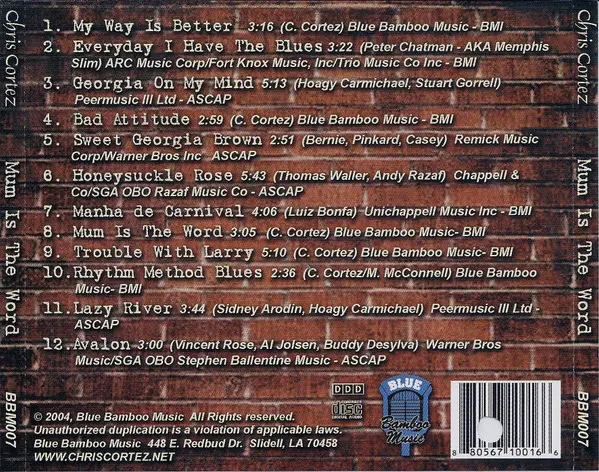 1. My Way Is Better 3:16 (C. Cortez) Blue Bamboo Music - BMI
2. Everyday I Have The Blues 3:22 (Peter Chatman - AKA Memphis
Slim) ARC Music Corp/Fort Knox Music, Inc/Trio Music Co Inc - BMI
3. Georgia On My Mind 5:13 (Hoagy Carmichael, Stuart Gorrell)
Peermusic III Ltd - ASCAP
4. Bad Attitude 2:59 (C. Cortez) Blue Bamboo Music - BMI
5. Sweet Georgia Brown 2:51 (Bernie, Pinkard, Casey) Remick Music
Corp/Warner Bros Inc ASCAP
6. Honeysuckle Rose 5:43 (Thomas Waller, Andy Razaf) Chappell &
Co/SGA OBO Razaf Music Co - ASCAP
7. Manha de Carnival 4:06 (Luiz Bonfa) Unichappell Music Inc - BMI
8. Mum Is The Word 3:05 (C. Cortez) Blue Bamboo Music- BMI
9. Trouble With Larry 5:10 (C. Cortez) Blue Bamboo Music- BMI
10. Rhythm Method Blues 2:36 (C. Cortez/M. McConnell) Blue Bamboo
Music- BMI
11. Lazy River 3:44 (Sidney Arodin, Hoagy Carmichael) Peermusic III Ltd -
ASCAP
12. Avalon 3:00 (Vincent Rose, Al Jolsen, Buddy Desylva) Warner Bros
Music/SGA OBO Stephen Ballentine Music - ASCAP
© 2004, Blue Bamboo Music All Rights reserved.
Unauthorized duplication is a violation of applicable laws.
Blue Bamboo Music 448 E. Redbud Dr. Slidell, LA 70458
WWW.CHRISCORTEZ.NET
DDD
COMPACT
disc
DIGITAL AUDIO
BLUE
Bamboo
Music
8 80567 10016 6
Chris Cortez Mum Is The Word BBM007
Chris Cortez Mum Is The Word BBM007